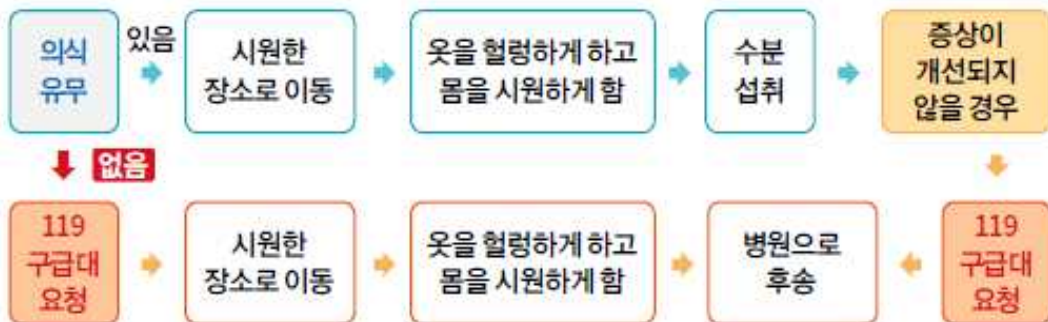 의식
유무
있음
시원한
장소로 이동
옷을 헐렁하게 하고
몸을 시원하게 함
수분
섭취
증상이
개선되지
않을 경우
없음
119
구급대
요청
시원한
장소로 이동
옷을 헐렁하게 하고
몸을 시원하게 함
병원으로
후송
119
구급대
요청